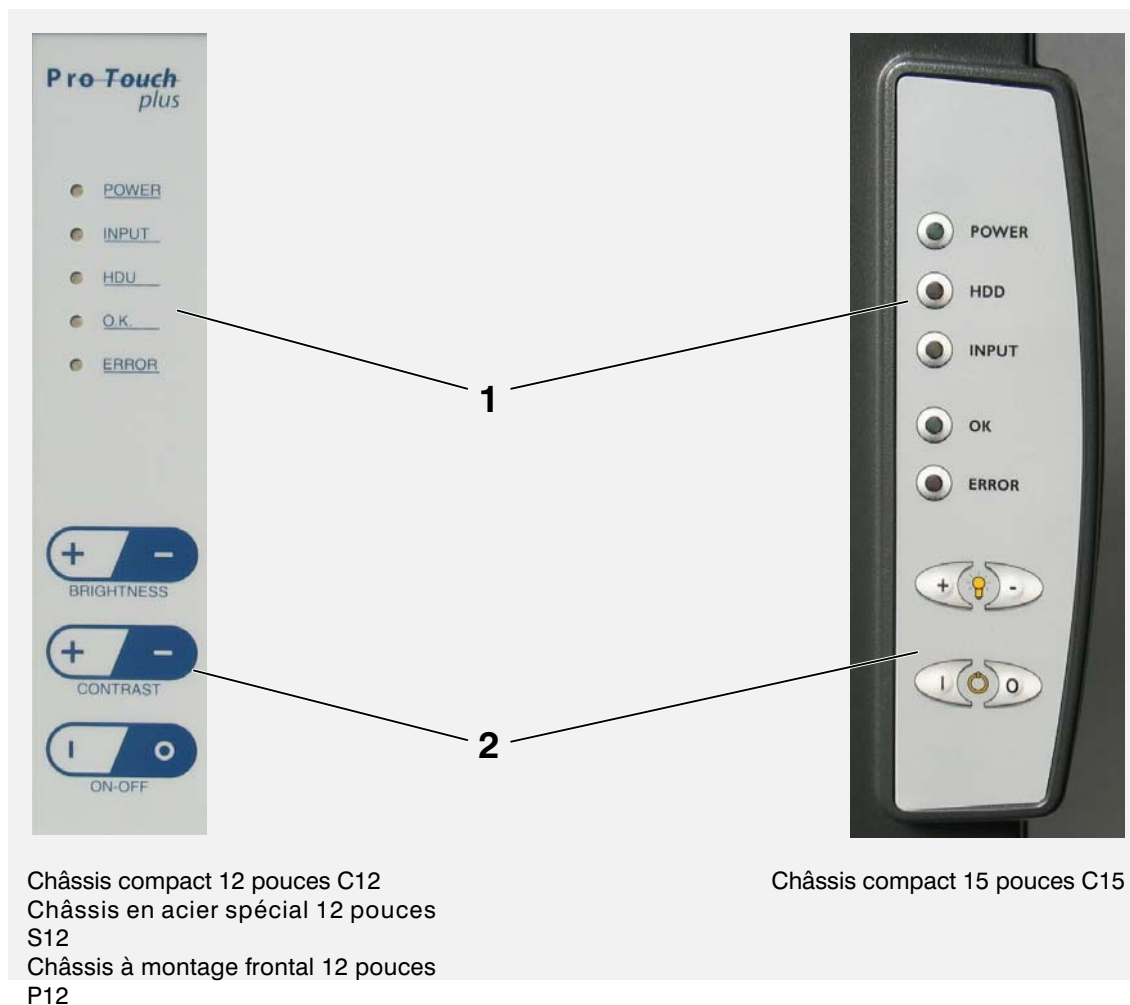 Pro Touch
plus
POWER
INPUT
HDU
O.K.
ERROR
+ -
BRIGHTNESS
+ -
CONTRAST
I O
ON-OFF
1
2
POWER
HDD
INPUT
OK
ERROR
+ -
I O
Châssis compact 12 pouces C12
Châssis en acier spécial 12 pouces
S12
Châssis à montage frontal 12 pouces
P12
Châssis compact 15 pouces C15